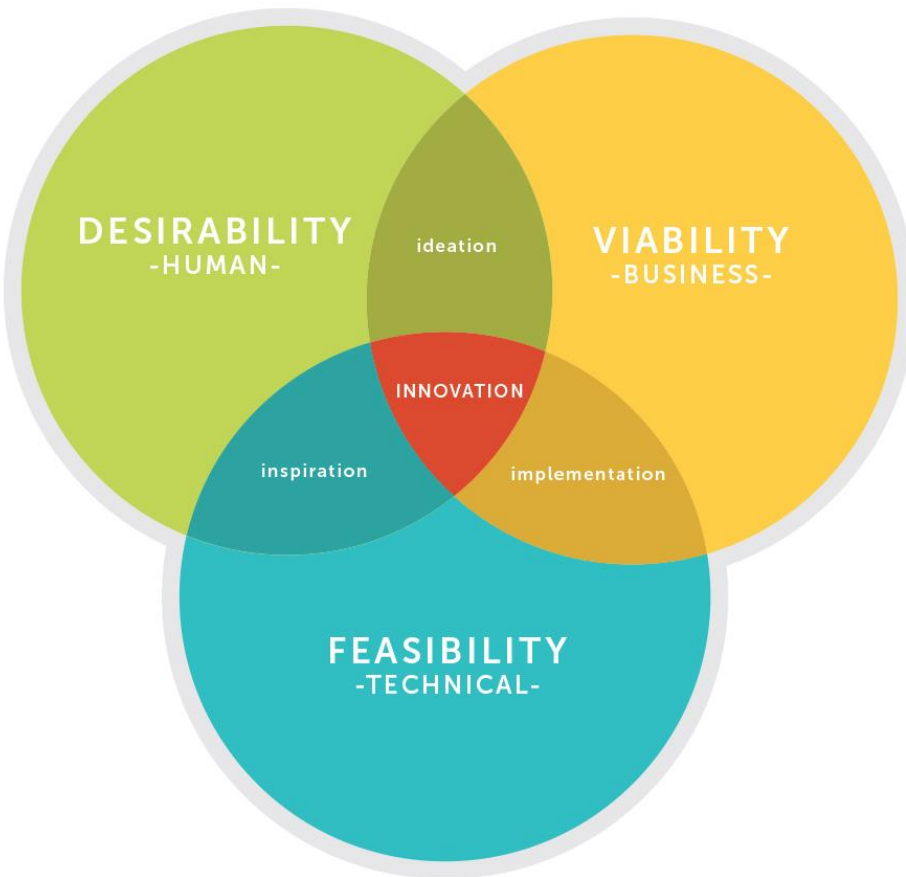 DESIRABILITY
-HUMAN-
ideation
VIABILITY
-BUSINESS-
INNOVATION
inspiration
implementation
FEASIBILITY
-TECHNICAL-